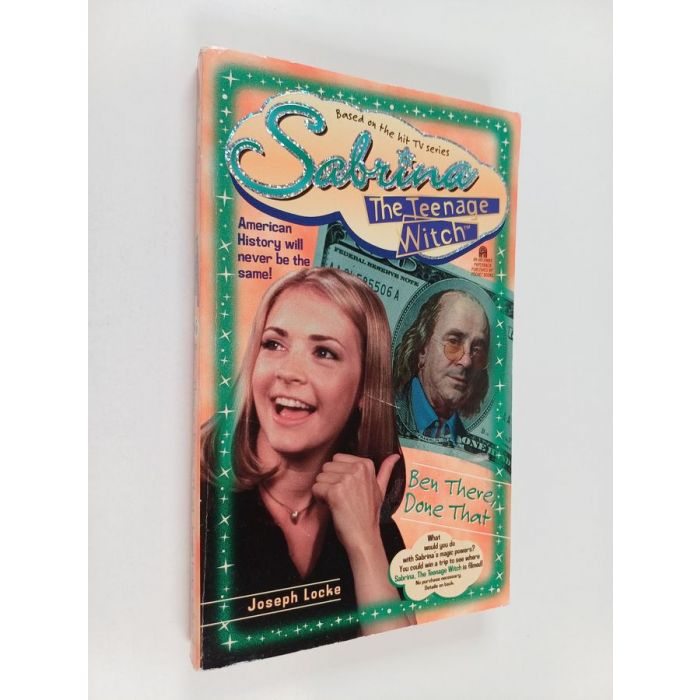 Based on the hit TV series
Sabrina
The Teenage
Witch™
American
History will
never be the
same!
FEDERAL RESERVE NOTE
Ben There,
Done That
What
would you do
with Sabrina's magic powers?
You could win a trip to see where
Sabrina, The Teenage Witch is filmed!
No purchase necessary.
Details on back.
Joseph Locke